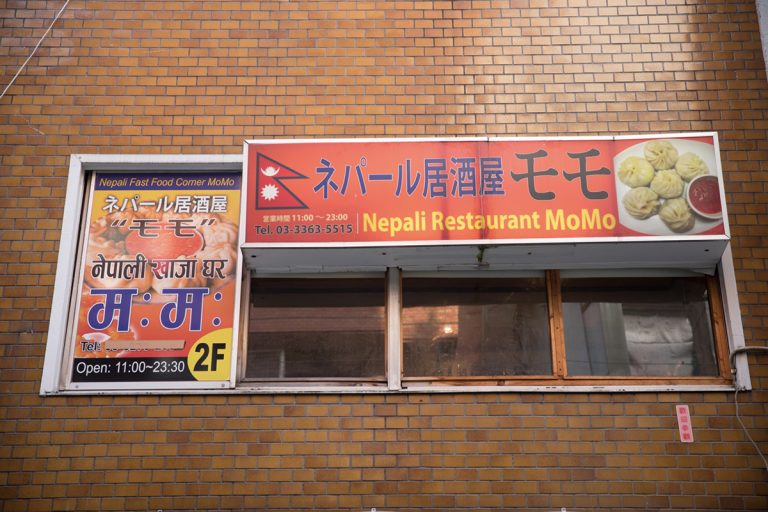 Nepali Fast Food Corner MoMo
ネパール居酒屋
“モモ”
नेपाली खाजा घर
मः मः
Tel:
2F
Open: 11:00~23:30
ネパール居酒屋モモ
営業時間 11:00 〜 23:00
Tel. 03-3363-5515
Nepali Restaurant MoMo